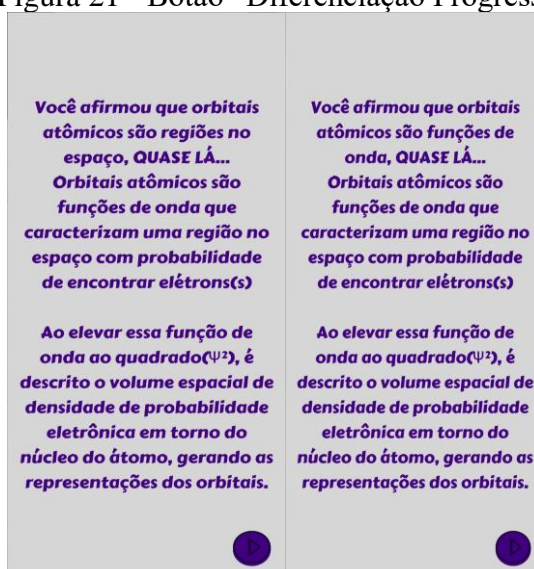 Figura 21 - Botão "Diferenciação Progress
Você afirmou que orbitais
atômicos são regiões no
espaço, QUASE LÁ...
Orbitais atômicos são
funções de onda que
caracterizam uma região no
espaço com probabilidade
de encontrar elétrons(s)
Ao elevar essa função de
onda ao quadrado(Ψ²), é
descrito o volume espacial de
densidade de probabilidade
eletrônica em torno do
núcleo do átomo, gerando as
representações dos orbitais.
Você afirmou que orbitais
atômicos são funções de
onda, QUASE LÁ...
Orbitais atômicos são
funções de onda que
caracterizam uma região no
espaço com probabilidade
de encontrar elétrons(s)
Ao elevar essa função de
onda ao quadrado(Ψ²), é
descrito o volume espacial de
densidade de probabilidade
eletrônica em torno do
núcleo do átomo, gerando as
representações dos orbitais.